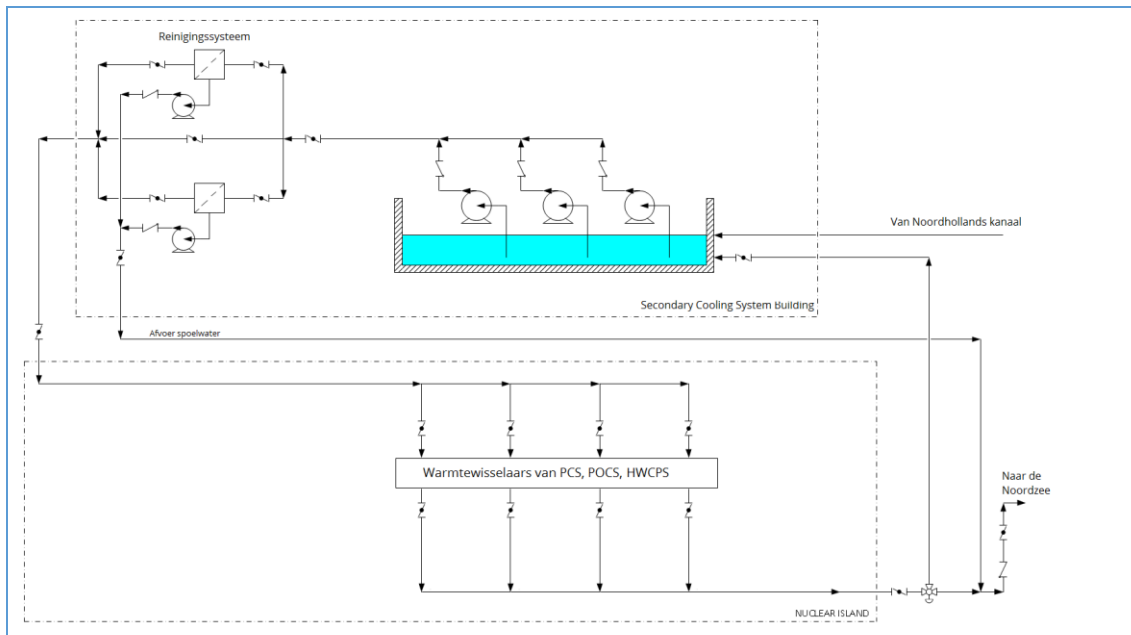 Reinigingssysteem
Van Noordhollands kanaal
Secondary Cooling System Building
Afvoer spoelwater
Warmtewisselaars van PCS, POCS, HWCPS
Naar de
Noordzee
NUCLEAR ISLAND